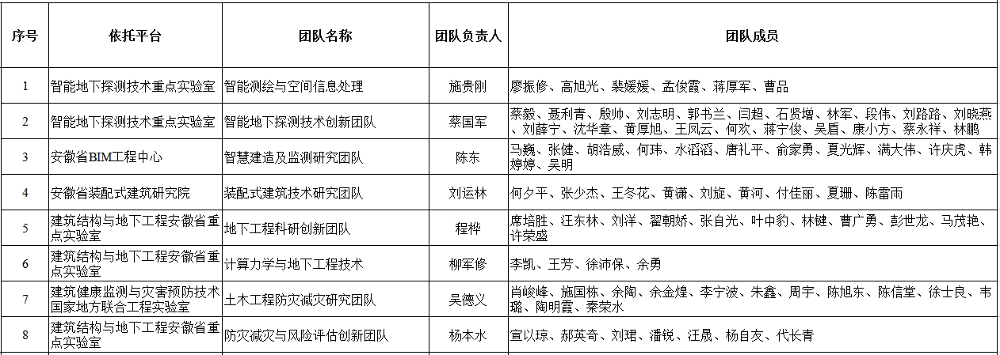 序号 依托平台 团队名称 团队负责人 团队成员
1 智能地下探测技术重点实验室 智能测绘与空间信息处理 施贵刚 廖振修、高旭光、裴媛媛、孟俊霞、蒋厚军、曹品
2 智能地下探测技术重点实验室 智能地下探测技术创新团队 蔡国军 蔡毅、聂利青、殷帅、刘志明、郭书兰、闫超、石贤增、林军、段伟、刘路路、刘晓燕
、刘薛宁、沈华章、黄厚旭、王凤云、何欢、蒋宁俊、吴盾、康小方、蔡永祥、林鹏
3 安徽省BIM工程中心 智慧建造及监测研究团队 陈东 马巍、张健、胡浩威、何玮、水滔滔、唐礼平、俞家勇、夏光辉、满大伟、许庆虎、韩
婷婷、吴明
4 安徽省装配式建筑研究院 装配式建筑技术研究团队 刘运林 何夕平、张少杰、王冬花、黄潇、刘旋、黄河、付佳丽、夏珊、陈雷雨
5 建筑结构与地下工程安徽省重
点实验室 地下工程科研创新团队 程桦 席培胜、汪东林、刘洋、翟朝娇、张自光、叶中豹、林键、曹广勇、彭世龙、马茂艳、
许荣盛
6 建筑结构与地下工程安徽省重
点实验室 计算力学与地下工程技术 柳军修 李凯、王芳、徐沛保、余勇
7 建筑健康监测与灾害预防技术
国家地方联合工程实验室 土木工程防灾减灾研究团队 吴德义 肖峻峰、施国栋、余陶、余金煌、李宁波、朱鑫、周宇、陈旭东、陈信堂、徐士良、韦
璐、陶明霞、秦荣水
8 建筑结构与地下工程安徽省重
点实验室 防灾减灾与风险评估创新团队 杨本水 宣以琼、郝英奇、刘珺、潘锐、汪晟、杨自友、代长青